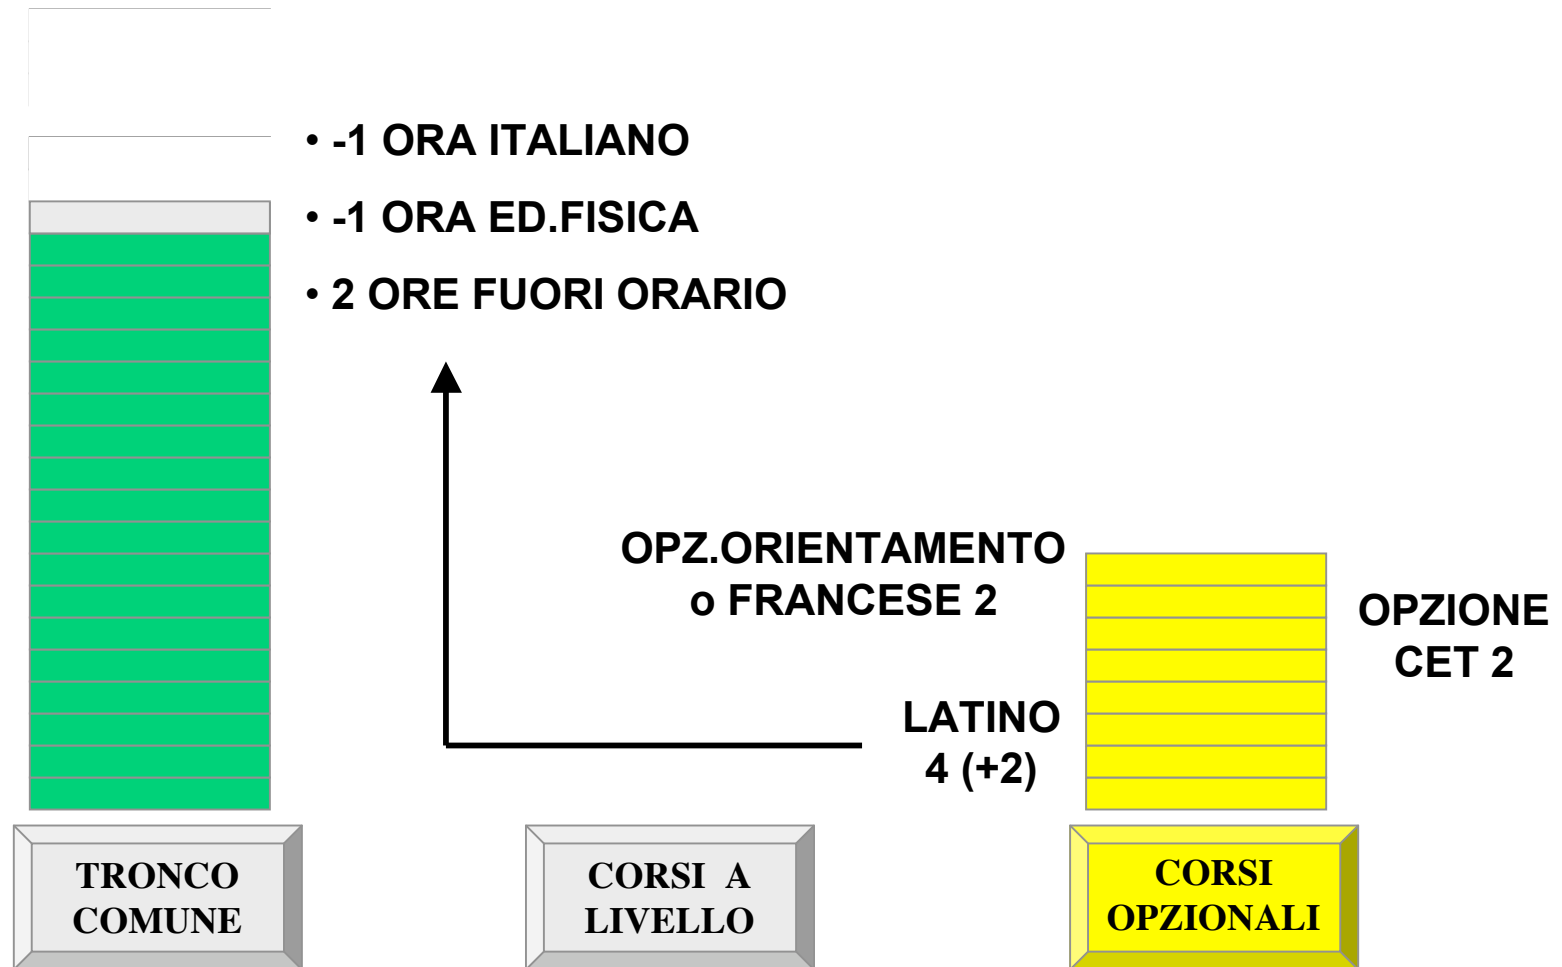 • -1 ORA ITALIANO
• -1 ORA ED.FISICA
• 2 ORE FUORI ORARIO
OPZ.ORIENTAMENTO
o FRANCESE 2
OPZIONE
CET 2
LATINO
4 (+2)
TRONCO
COMUNE
CORSI A
LIVELLO
CORSI
OPZIONALI